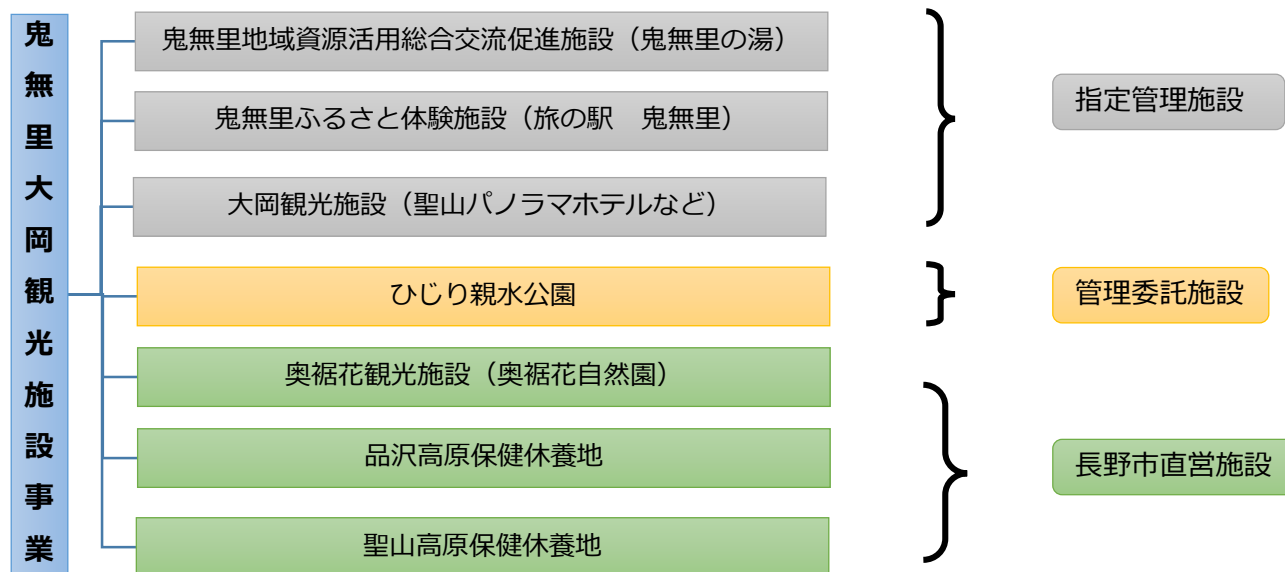 鬼無里大岡観光施設事業
鬼無里地域資源活用総合交流促進施設（鬼無里の湯）
鬼無里ふるさと体験施設（旅の駅　鬼無里）
大岡観光施設（聖山パノラマホテルなど）
指定管理施設
ひじり親水公園
管理委託施設
奥裾花観光施設（奥裾花自然園）
品沢高原保健休養地
聖山高原保健休養地
長野市直営施設